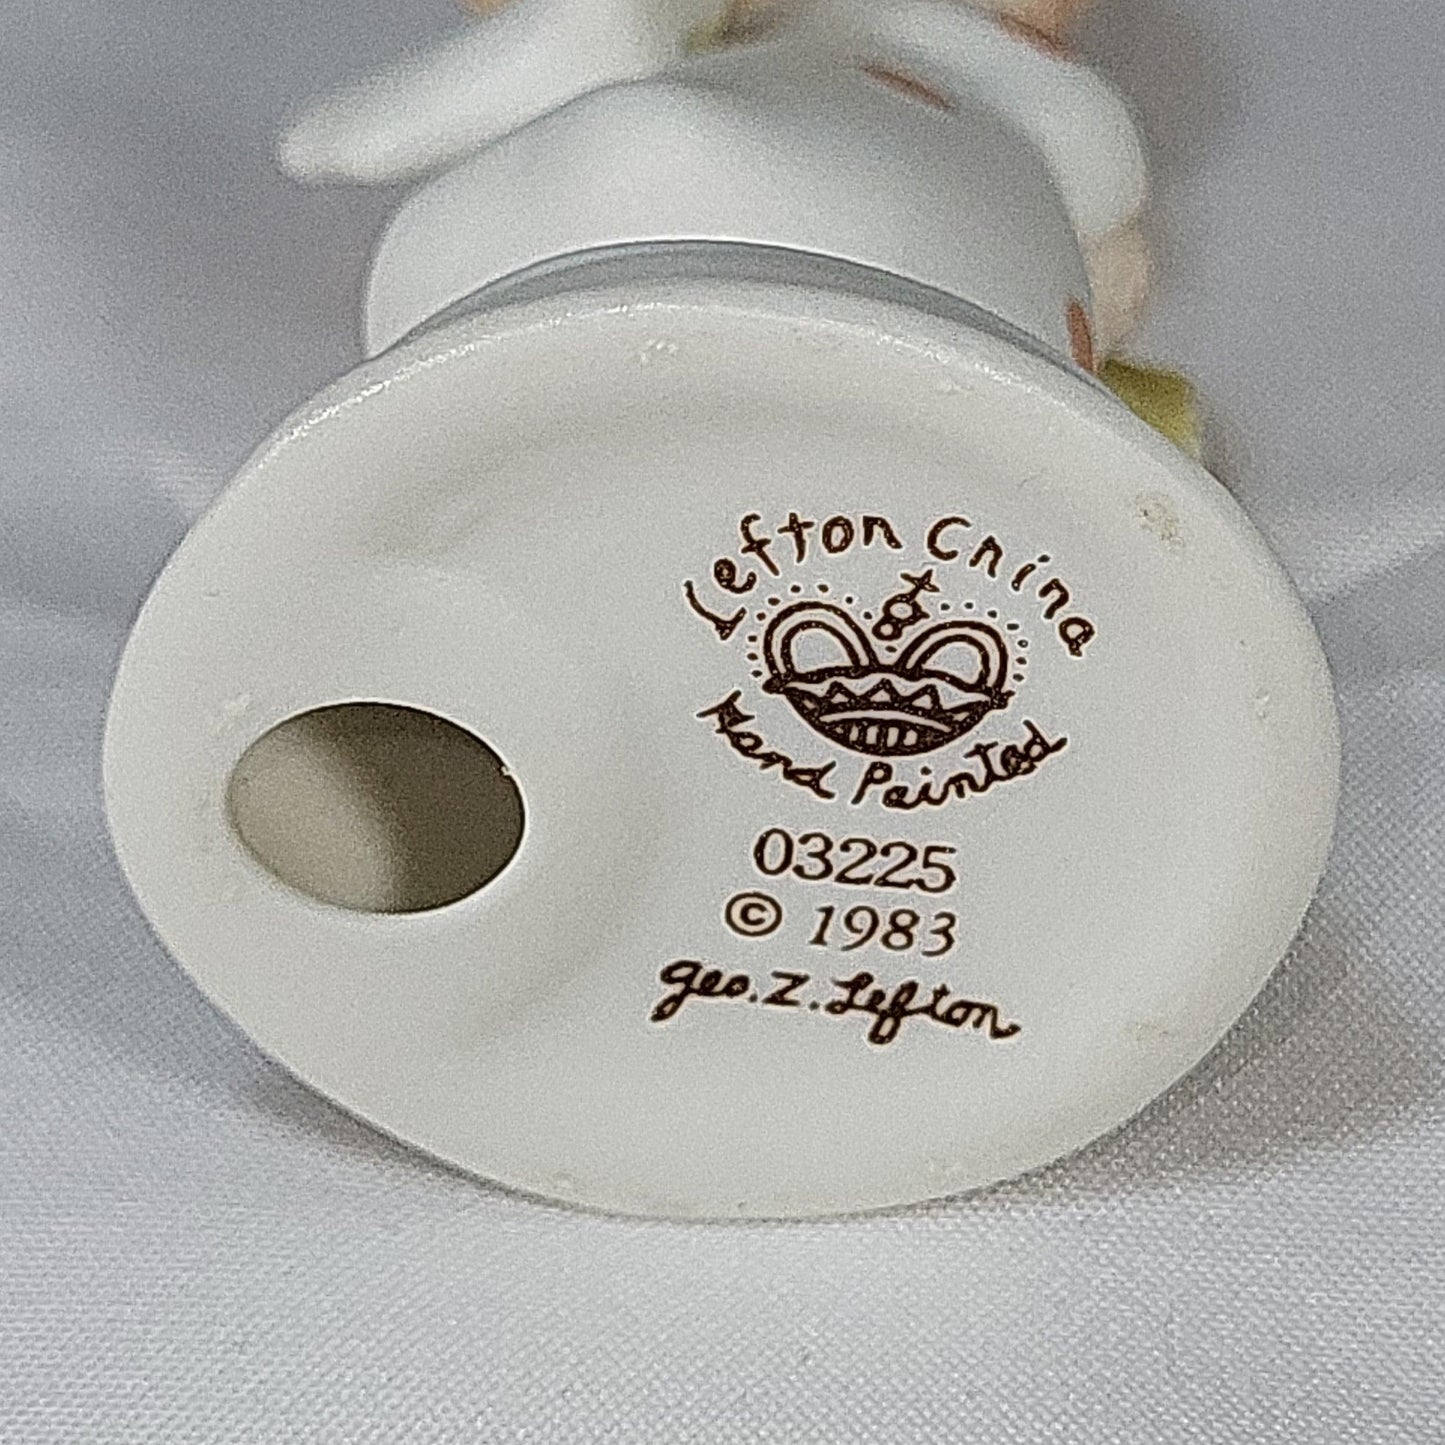 Lefton China
Hand Painted
03225
© 1983
Geo. Z. Lefton